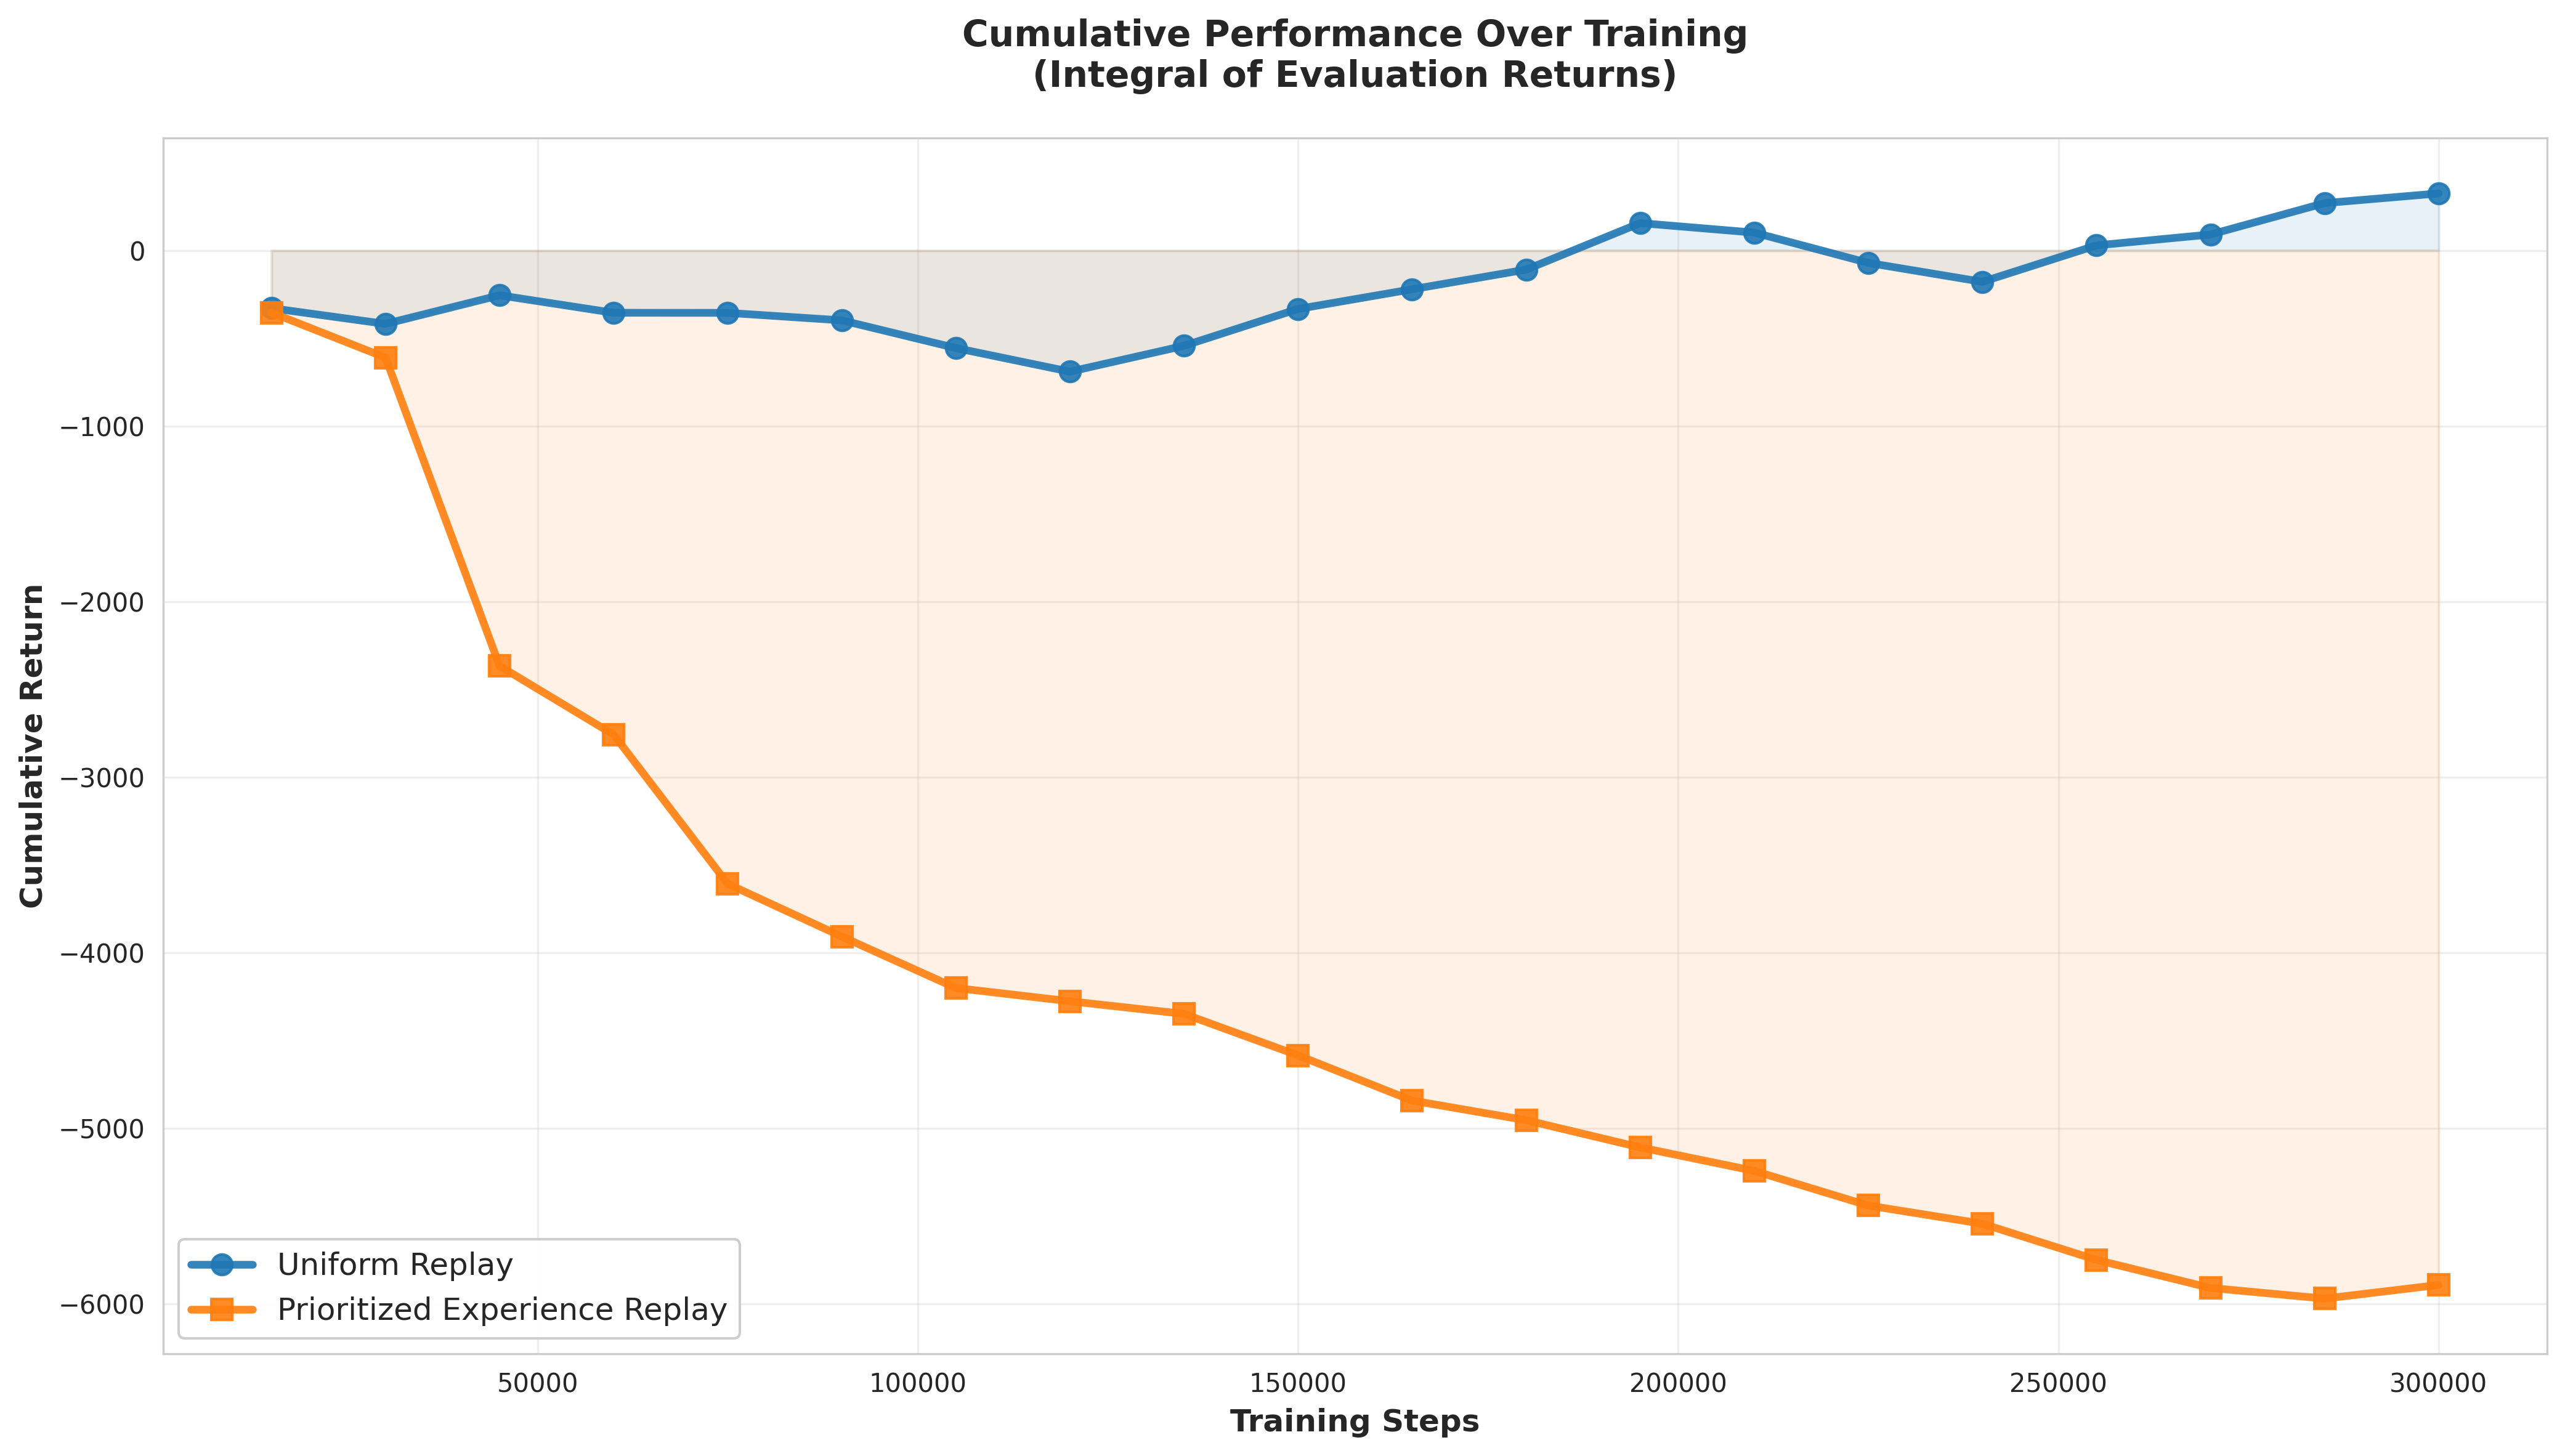 Cumulative Performance Over Training
(Integral of Evaluation Returns)
Cumulative Return
0
−1000
−2000
−3000
−4000
−5000
−6000
Uniform Replay
Prioritized Experience Replay
50000 100000 150000 200000 250000 300000
Training Steps